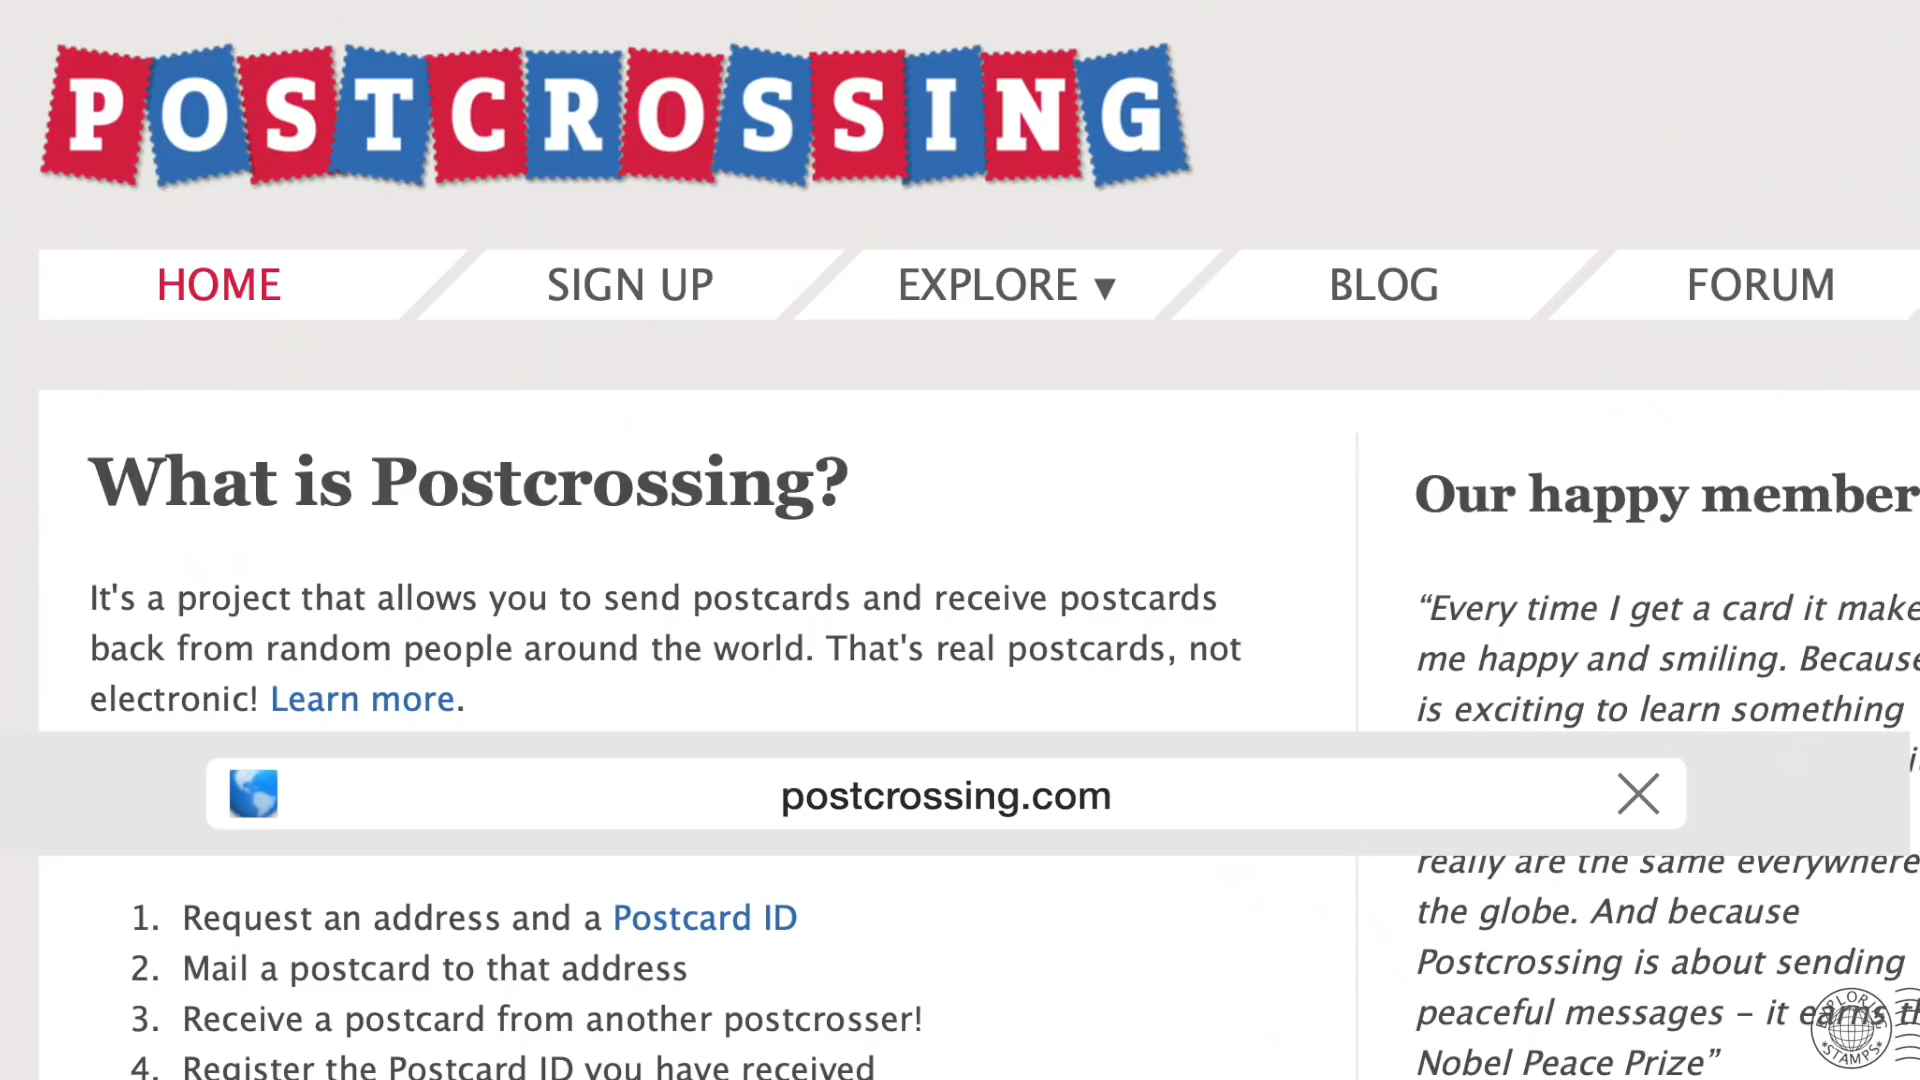 POSTCROSSING
HOME
SIGN UP
EXPLORE ▼
BLOG
FORUM
What is Postcrossing?
It's a project that allows you to send postcards and receive postcards
back from random people around the world. That's real postcards, not
electronic! Learn more.
postcrossing.com
1. Request an address and a Postcard ID
2. Mail a postcard to that address
3. Receive a postcard from another postcrosser!
4. Register the Postcard ID you have received
Our happy member
“Every time I get a card it make
me happy and smiling. Because
is exciting to learn something
really are the same everywhere
the globe. And because
Postcrossing is about sending
peaceful messages – it earns th
Nobel Peace Prize”
EXPLORING
STAMPS